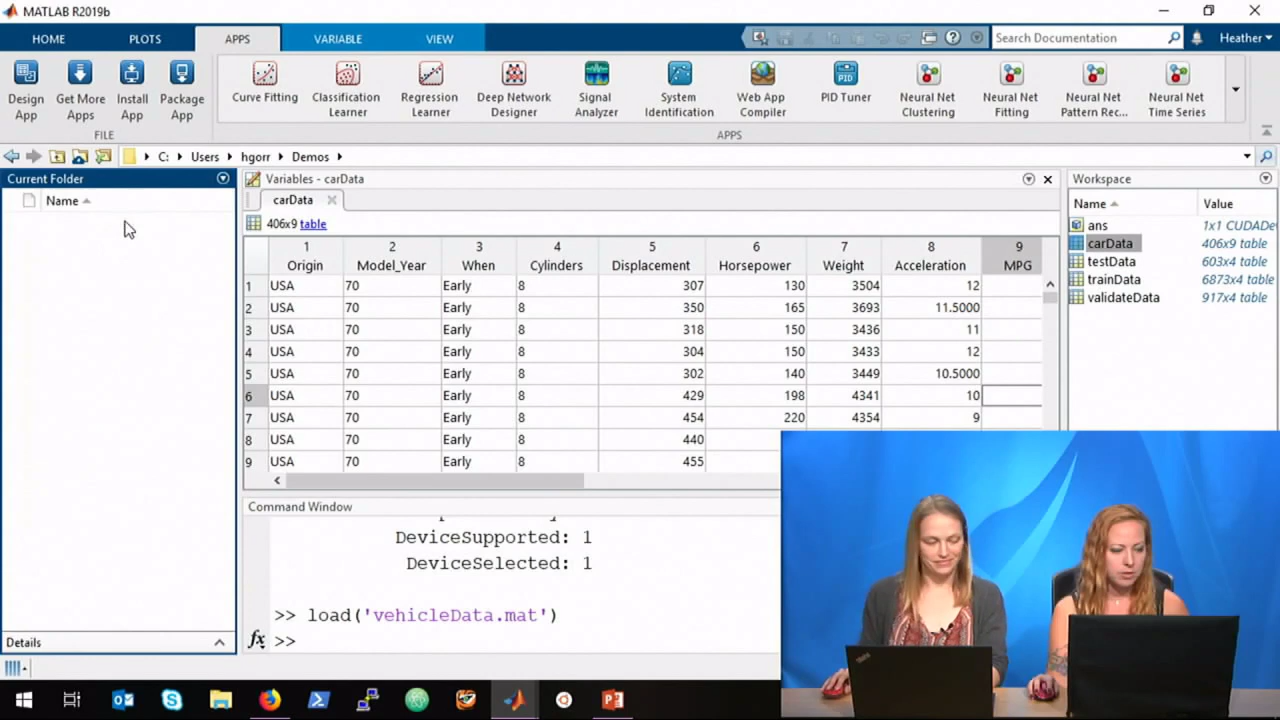 MATLAB R2019b
HOME PLOTS APPS VARIABLE VIEW
Search Documentation
Heather
Design App
Get More Apps
Install App
Package App
Curve Fitting
Classification Learner
Regression Learner
Deep Network Designer
Signal Analyzer
System Identification
Web App Compiler
PID
PID Tuner
Neural Net Clustering
Neural Net Fitting
Neural Net Pattern Rec...
Neural Net Time Series
FILE
APPS
C: Users hgorr Demos
Current Folder
Name
Details
Variables - carData
carData
406x9 table
1 2 3 4 5 6 7 8 9
Origin Model_Year When Cylinders Displacement Horsepower Weight Acceleration MPG
1 USA 70 Early 8 307 130 3504 12
2 USA 70 Early 8 350 165 3693 11.5000
3 USA 70 Early 8 318 150 3436 11
4 USA 70 Early 8 304 150 3433 12
5 USA 70 Early 8 302 140 3449 10.5000
6 USA 70 Early 8 429 198 4341 10
7 USA 70 Early 8 454 220 4354 9
8 USA 70 Early 8 440
9 USA 70 Early 8 455
Command Window
DeviceSupported: 1
DeviceSelected: 1
>> load('vehicleData.mat')
fx >>
Workspace
Name Value
ans 1x1 CUDADe
carData 406x9 table
testData 603x4 table
trainData 6873x4 table
validateData 917x4 table